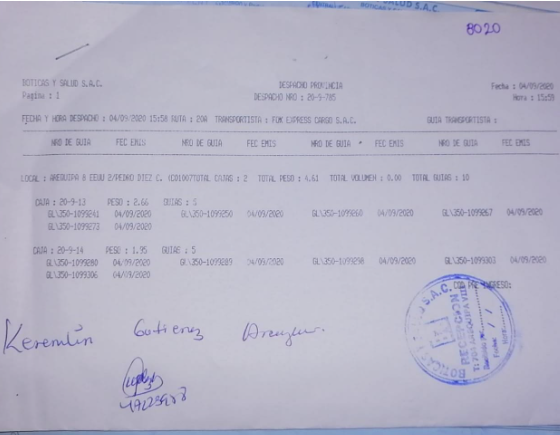 8020
BOTICAS Y SALUD S.A.C. DESPACHO PROVINCIA Fecha : 04/09/2020
Pagina : 1 DESPACHO NRO : 20-9-785 Hora : 15:59
FECHA Y HORA DESPACHO : 04/09/2020 15:58 RUTA : 20A TRANSPORTISTA : FQM EXPRESS CARGO S.A.C. GUIA TRANSPORTISTA :
NRO DE GUIA FEC EMIS NRO DE GUIA FEC EMIS NRO DE GUIA FEC EMIS NRO DE GUIA FEC EMIS
LOCAL : AREQUIPA 8 EEUU 2/PEDRO DIEZ C. TOTAL CAJAS : 2 TOTAL PESO : 4.61 TOTAL VOLUMEN : 0.00 TOTAL GUIAS : 10
CAJA : 20-9-13 PESO : 2.66 GUIAS : 5
GL\350-1099241 04/09/2020 GL\350-1099250 04/09/2020 GL\350-1099260 04/09/2020 GL\350-1099267 04/09/2020
GL\350-1099273 04/09/2020
CAJA : 20-9-14 PESO : 1.95 GUIAS : 5
GL\350-1099280 04/09/2020 GL\350-1099289 04/09/2020 GL\350-1099298 04/09/2020 GL\350-1099303 04/09/2020
GL\350-1099306 04/09/2020
RECEPCION
Fecha: / /